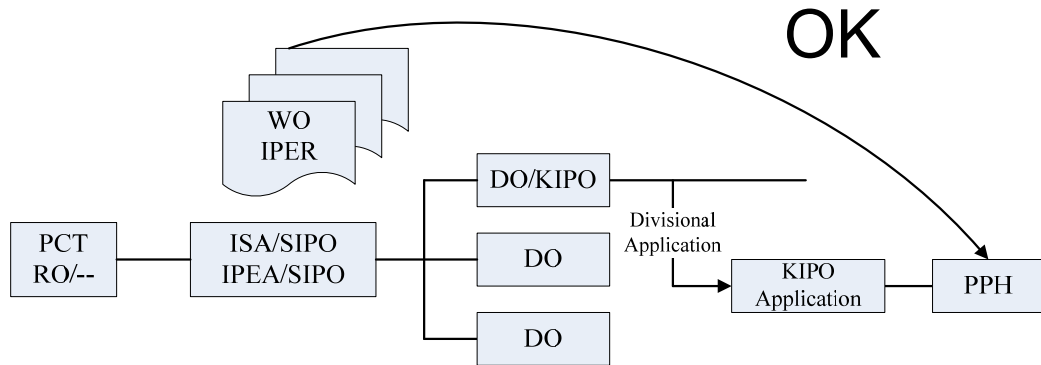 OK
WO
IPER
DO/KIPO
Divisional
Application
PCT
RO/--
ISA/SIPO
IPEA/SIPO
DO
KIPO
Application
PPH
DO